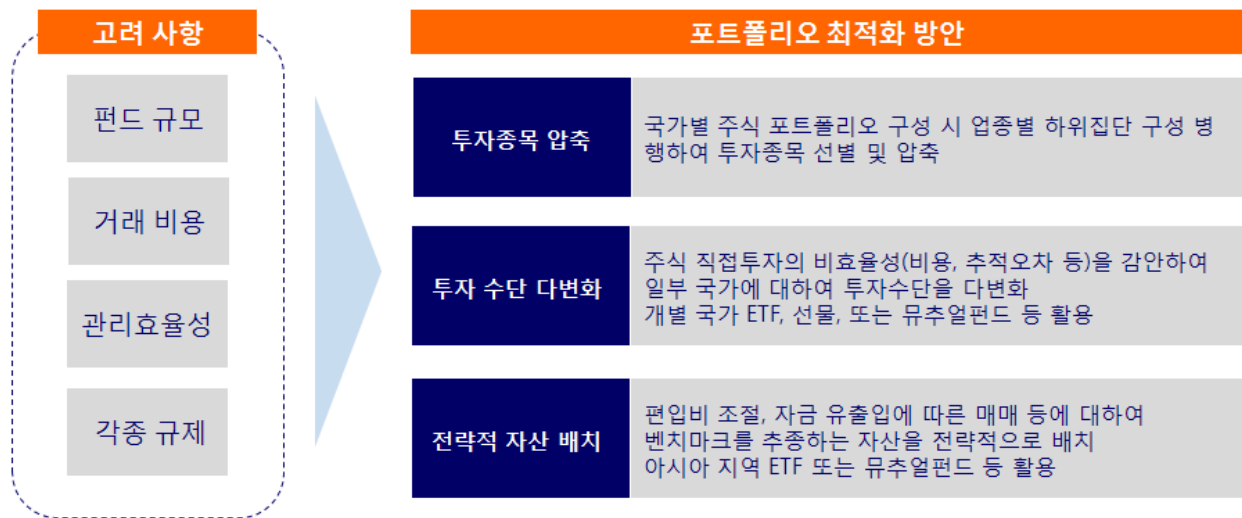 고려 사항
펀드 규모
거래 비용
관리효율성
각종 규제
포트폴리오 최적화 방안
투자종목 압축
국가별 주식 포트폴리오 구성 시 업종별 하위집단 구성 병
행하여 투자종목 선별 및 압축
투자 수단 다변화
주식 직접투자의 비효율성(비용, 추적오차 등)을 감안하여
일부 국가에 대하여 투자수단을 다변화
개별 국가 ETF, 선물, 또는 뮤추얼펀드 등 활용
전략적 자산 배치
편입비 조절, 자금 유출입에 따른 매매 등에 대하여
벤치마크를 추종하는 자산을 전략적으로 배치
아시아 지역 ETF 또는 뮤추얼펀드 등 활용